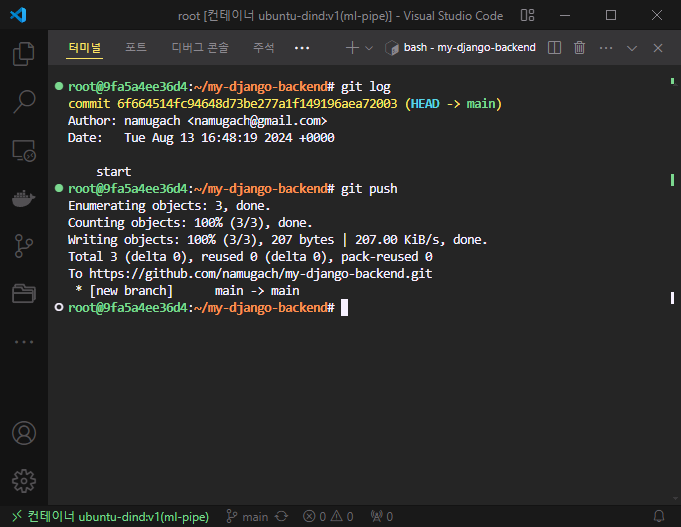 root [컨테이너 ubuntu-dind:v1(ml-pipe)] - Visual Studio Code
터미널 포트 디버그 콘솔 주석 ··· bash - my-django-backend
root@9fa5a4ee36d4:~/my-django-backend# git log
commit 6f664514fc94648d73be277a1f149196aea72003 (HEAD -> main)
Author: namugach <namugach@gmail.com>
Date:   Tue Aug 13 16:48:19 2024 +0000
    start
root@9fa5a4ee36d4:~/my-django-backend# git push
Enumerating objects: 3, done.
Counting objects: 100% (3/3), done.
Writing objects: 100% (3/3), 207 bytes | 207.00 KiB/s, done.
Total 3 (delta 0), reused 0 (delta 0), pack-reused 0
To https://github.com/namugach/my-django-backend.git
 * [new branch]      main -> main
root@9fa5a4ee36d4:~/my-django-backend#
컨테이너 ubuntu-dind:v1(ml-pipe) main 0 0 0